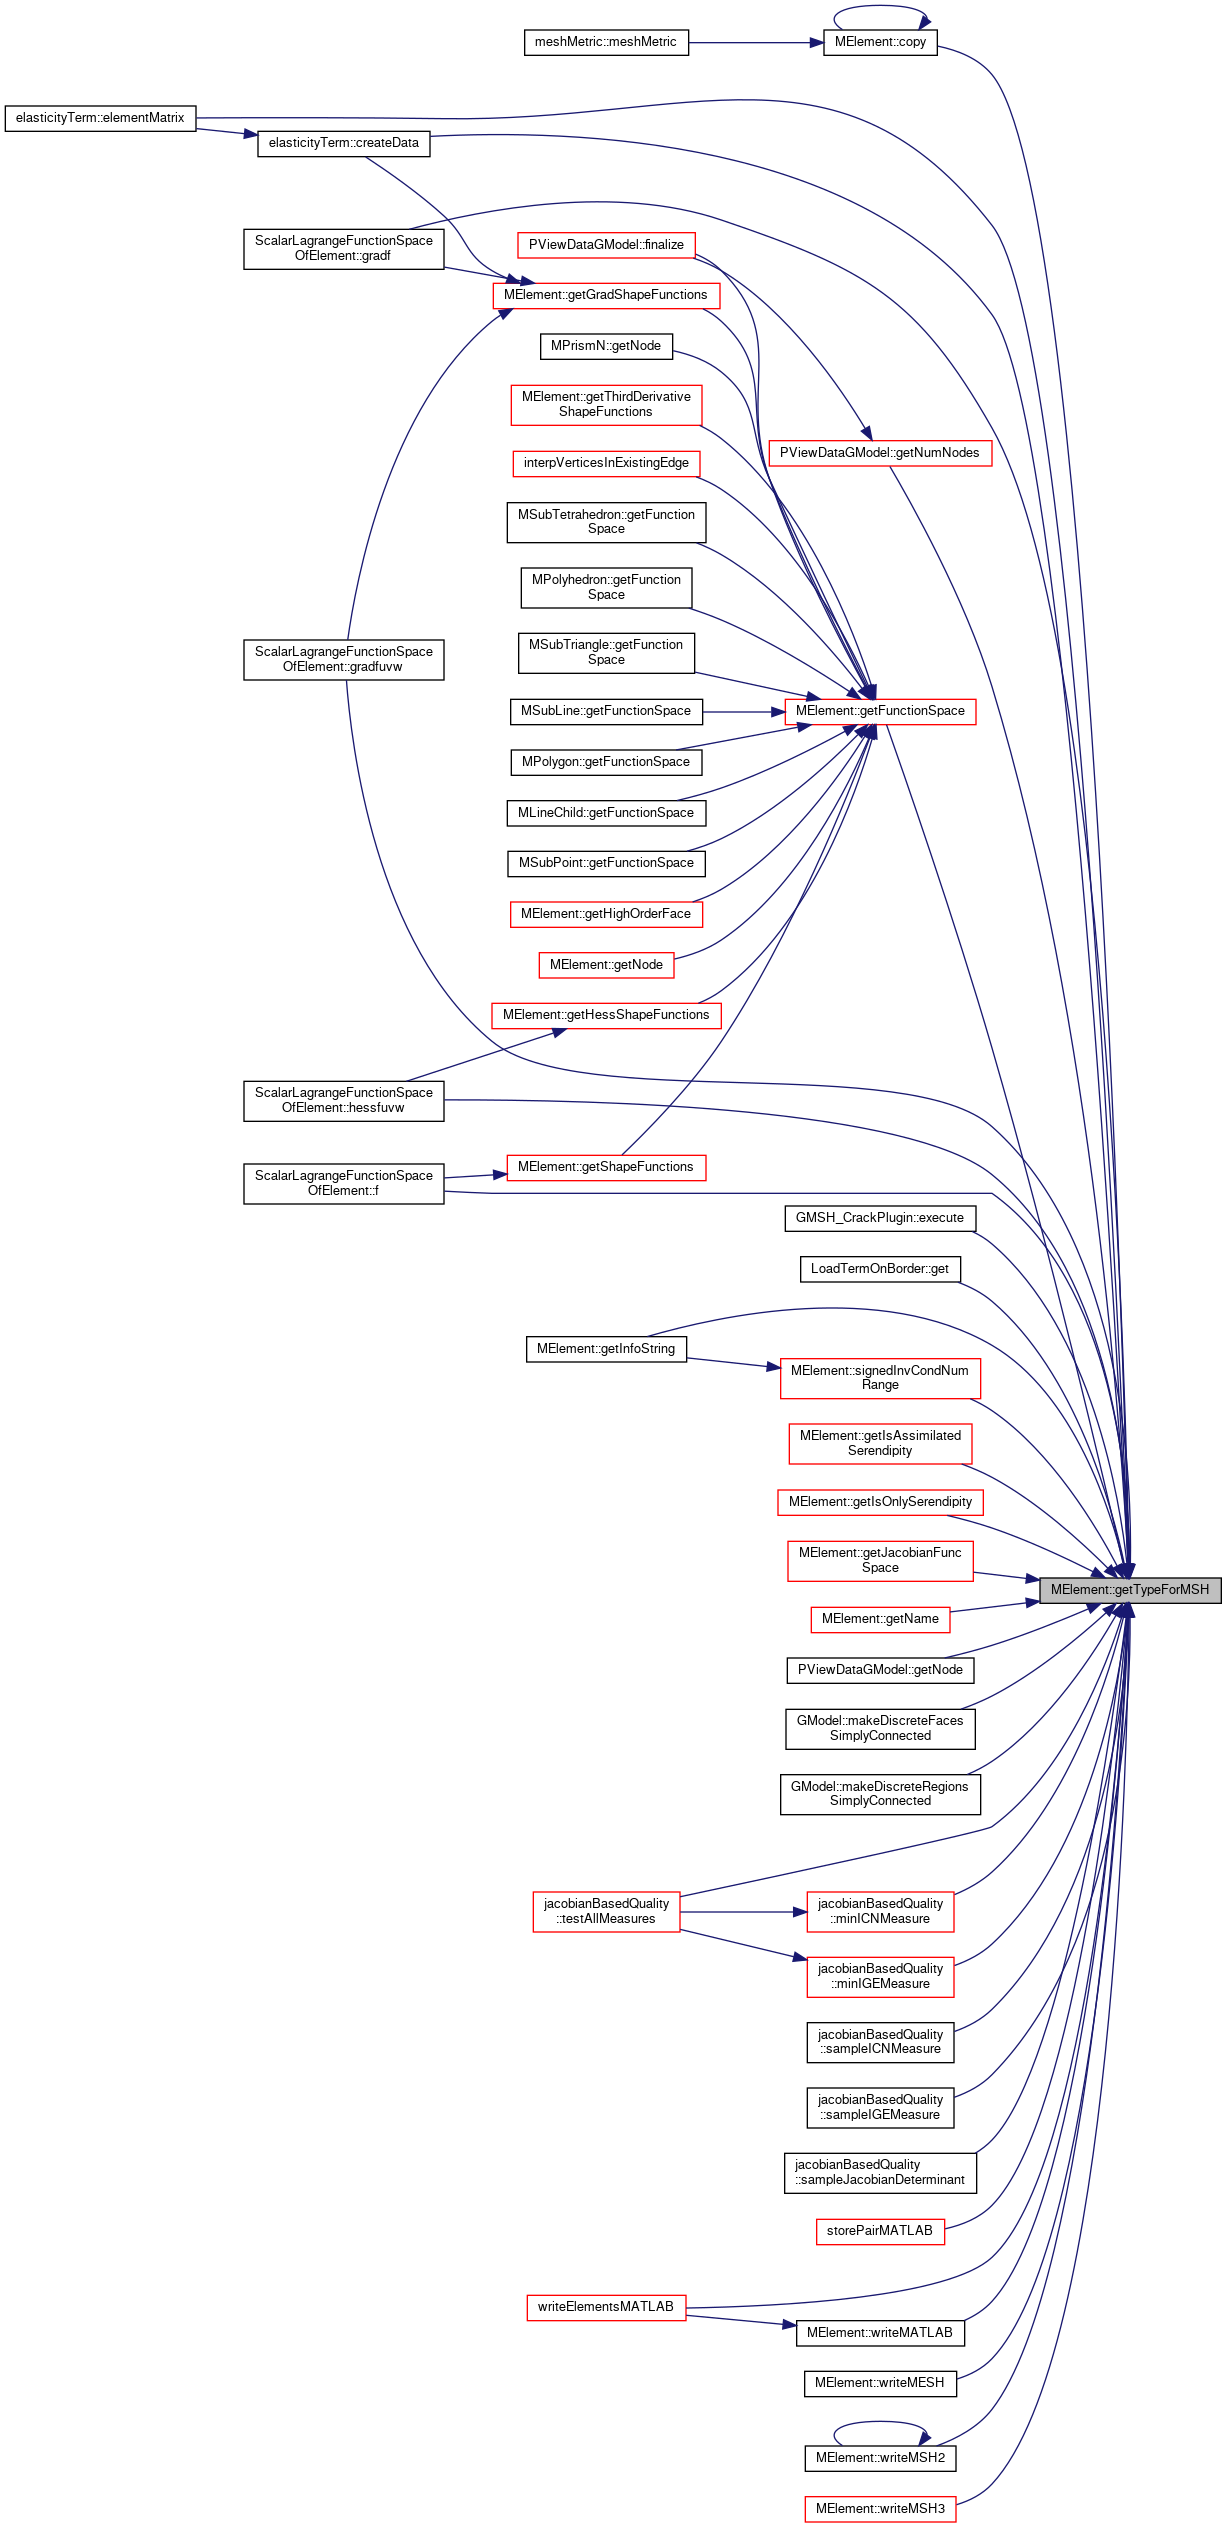 MElement::copy
meshMetric::meshMetric
elasticityTerm::elementMatrix
elasticityTerm::createData
ScalarLagrangeFunctionSpace
OfElement::gradf
PViewDataGModel::finalize
MElement::getGradShapeFunctions
MPrismN::getNode
MElement::getThirdDerivative
ShapeFunctions
PViewDataGModel::getNumNodes
interpVerticesInExistingEdge
MSubTetrahedron::getFunction
Space
MPolyhedron::getFunction
Space
MSubTriangle::getFunction
Space
ScalarLagrangeFunctionSpace
OfElement::gradfuvw
MSubLine::getFunctionSpace
MElement::getFunctionSpace
MPolygon::getFunctionSpace
MLineChild::getFunctionSpace
MSubPoint::getFunctionSpace
MElement::getHighOrderFace
MElement::getNode
MElement::getHessShapeFunctions
ScalarLagrangeFunctionSpace
OfElement::hessfuvw
MElement::getShapeFunctions
ScalarLagrangeFunctionSpace
OfElement::f
GMSH_CrackPlugin::execute
LoadTermOnBorder::get
MElement::getInfoString
MElement::signedInvCondNum
Range
MElement::getIsAssimilated
Serendipity
MElement::getIsOnlySerendipity
MElement::getJacobianFunc
Space
MElement::getTypeForMSH
MElement::getName
PViewDataGModel::getNode
GModel::makeDiscreteFaces
SimplyConnected
GModel::makeDiscreteRegions
SimplyConnected
jacobianBasedQuality
::testAllMeasures
jacobianBasedQuality
::minICNMeasure
jacobianBasedQuality
::minIGEMeasure
jacobianBasedQuality
::sampleICNMeasure
jacobianBasedQuality
::sampleIGEMeasure
jacobianBasedQuality
::sampleJacobianDeterminant
storePairMATLAB
writeElementsMATLAB
MElement::writeMATLAB
MElement::writeMESH
MElement::writeMSH2
MElement::writeMSH3